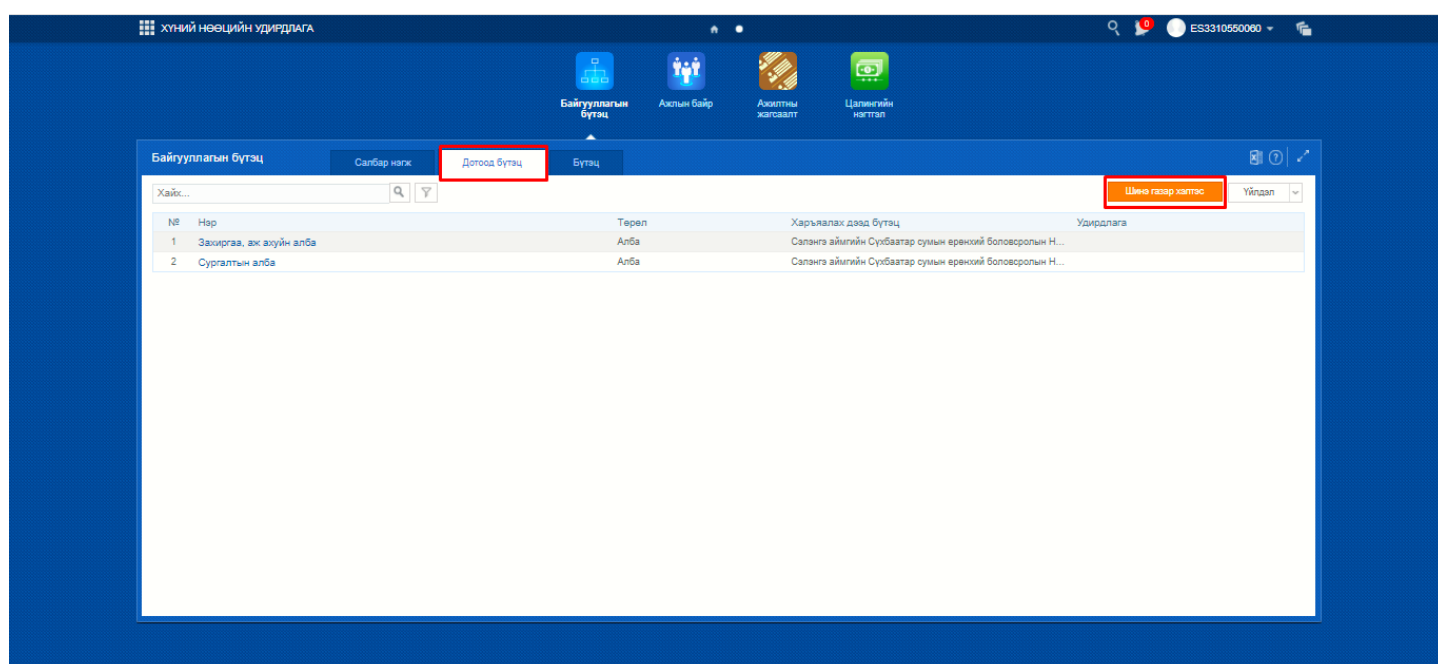 ХҮНИЙ НӨӨЦИЙН УДИРДЛАГА
0
ES3310550060
Байгууллагын бүтэц
Ажлын байр
Ажилтны жагсаалт
Цалингийн нэгтгэл
Байгууллагын бүтэц
Салбар нэгж
Дотоод бүтэц
Бүтэц
Хайх...
Шинэ газар хэлтэс
Үйлдэл
№ Нэр Төрөл Харъяалах дээд бүтэц Удирдлага
1 Захиргаа, аж ахуйн алба Алба Сэлэнгэ аймгийн Сүхбаатар сумын ерөнхий боловсролын Н...
2 Сургалтын алба Алба Сэлэнгэ аймгийн Сүхбаатар сумын ерөнхий боловсролын Н...